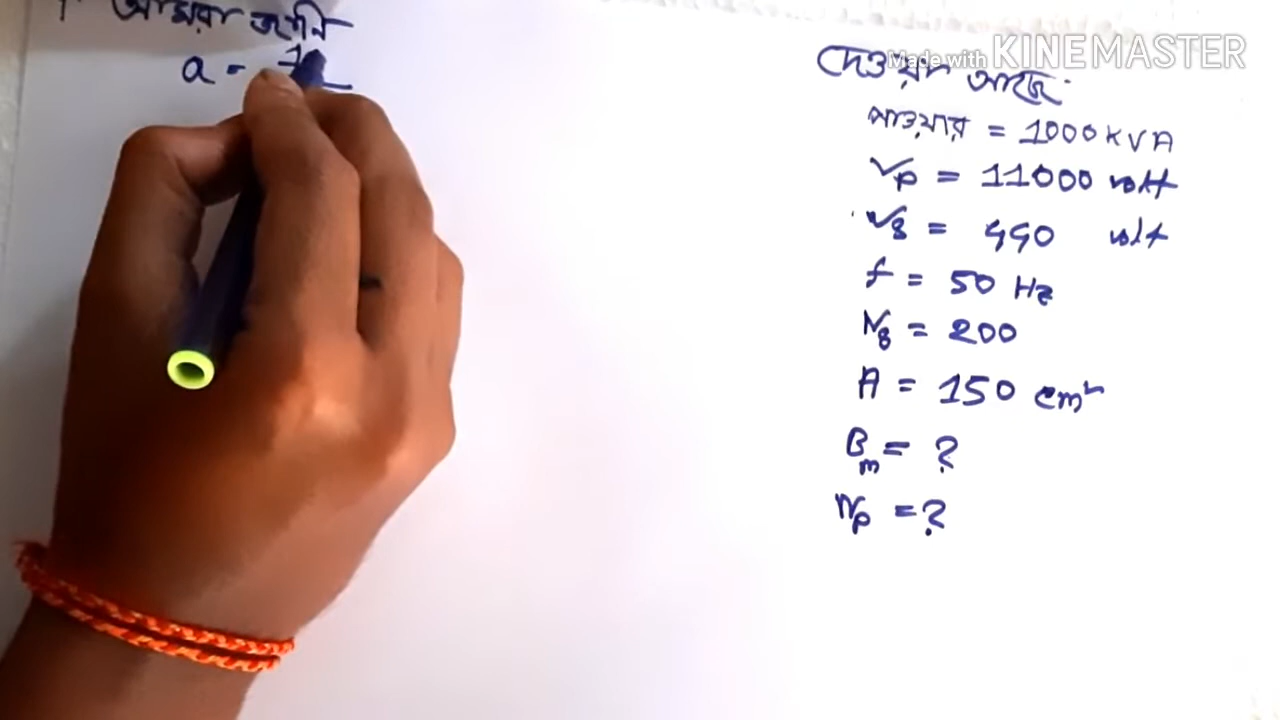 আমরা জানি
a =
Made with KINEMASTER
দেওয়া আছে
পাওয়ার = 1000 KVA
Vp = 11000 volt
Vs = 440 volt
f = 50 Hz
Ns = 200
A = 150 cm²
Bm = ?
Np = ?